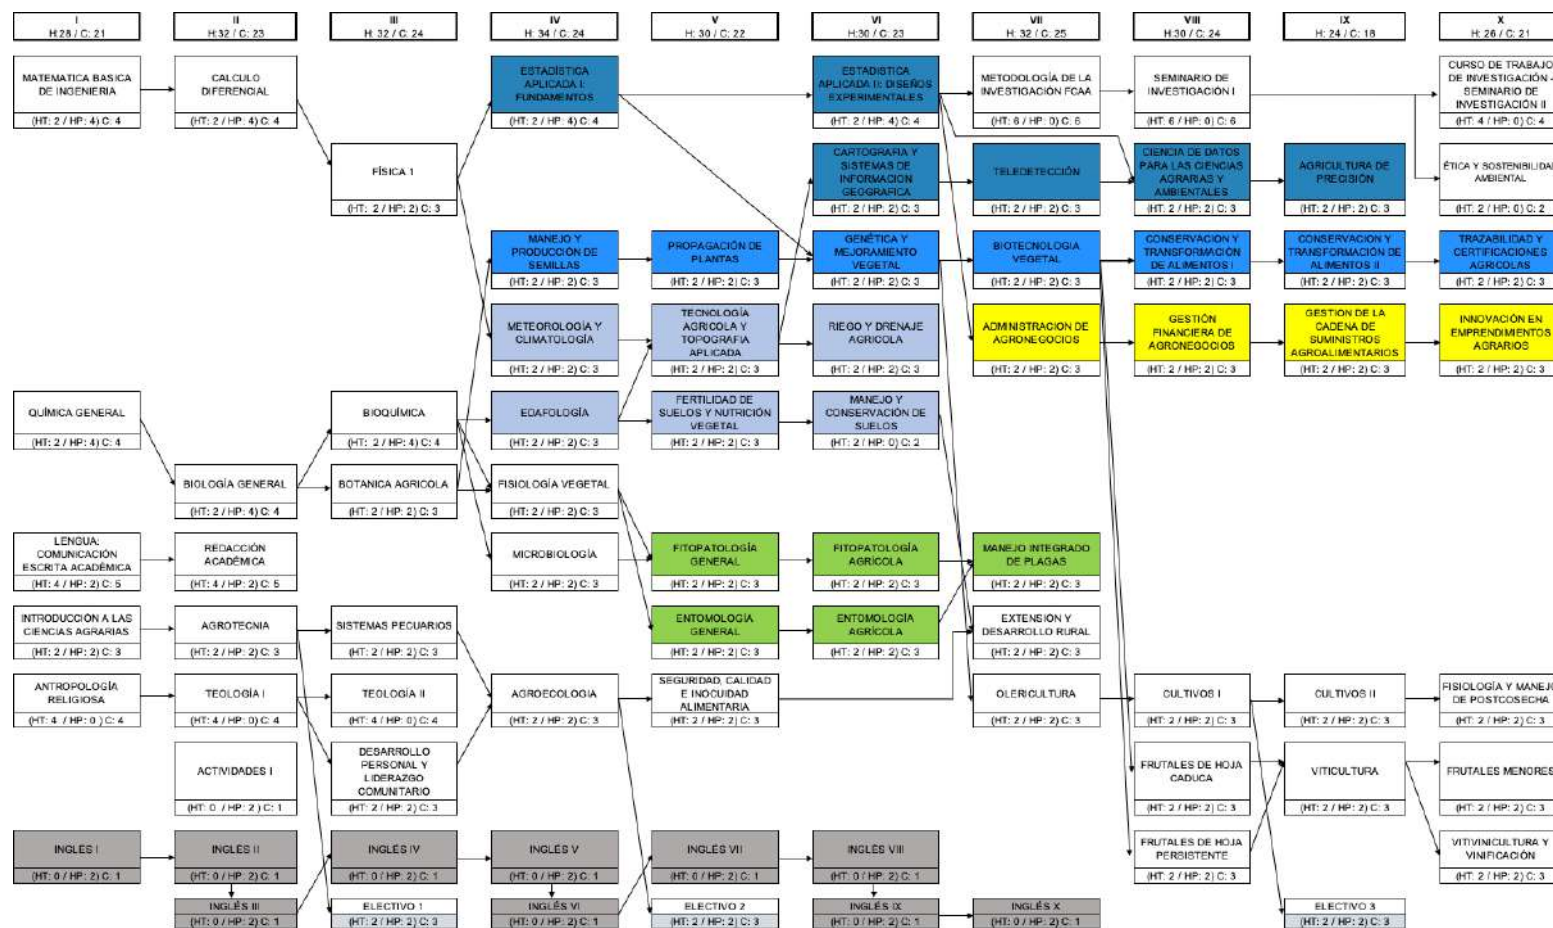 I
H:28 / C: 21
II
H:32 / C: 23
III
H: 32 / C: 24
IV
H: 34 / C: 24
V
H: 30 / C: 22
VI
H:30 / C: 23
VII
H: 32 / C: 25
VIII
H:30 / C: 24
IX
H: 24 / C: 18
X
H: 26 / C: 21
MATEMATICA BASICA
DE INGENIERIA
(HT: 2 / HP: 4) C: 4
CALCULO
DIFERENCIAL
(HT: 2 / HP: 4) C: 4
ESTADÍSTICA
APLICADA I:
FUNDAMENTOS
(HT: 2 / HP: 4) C: 4
ESTADISTICA
APLICADA II: DISEÑOS
EXPERIMENTALES
(HT: 2 / HP: 4) C: 4
METODOLOGÍA DE LA
INVESTIGACIÓN FCAA
(HT: 6 / HP: 0) C: 6
SEMINARIO DE
INVESTIGACIÓN I
(HT: 6 / HP: 0) C: 6
CURSO DE TRABAJO
DE INVESTIGACIÓN -
SEMINARIO DE
INVESTIGACIÓN II
(HT: 4 / HP: 0) C: 4
FÍSICA 1
(HT: 2 / HP: 2) C: 3
CARTOGRAFIA Y
SISTEMAS DE
INFORMACION
GEOGRAFICA
(HT: 2 / HP: 2) C: 3
TELEDETECCIÓN
(HT: 2 / HP: 2) C: 3
CIENCIA DE DATOS
PARA LAS CIENCIAS
AGRARIAS Y
AMBIENTALES
(HT: 2 / HP: 2) C: 3
AGRICULTURA DE
PRECISIÓN
(HT: 2 / HP: 2) C: 3
ÉTICA Y SOSTENIBILIDAD
AMBIENTAL
(HT: 2 / HP: 0) C: 2
MANEJO Y
PRODUCCIÓN DE
SEMILLAS
(HT: 2 / HP: 2) C: 3
PROPAGACIÓN DE
PLANTAS
(HT: 2 / HP: 2) C: 3
GENÉTICA Y
MEJORAMIENTO
VEGETAL
(HT: 2 / HP: 2) C: 3
BIOTECNOLOGIA
VEGETAL
(HT: 2 / HP: 2) C: 3
CONSERVACION Y
TRANSFORMACIÓN
DE ALIMENTOS I
(HT: 2 / HP: 2) C: 3
CONSERVACION Y
TRANSFORMACIÓN DE
ALIMENTOS II
(HT: 2 / HP: 2) C: 3
TRAZABILIDAD Y
CERTIFICACIONES
AGRICOLAS
(HT: 2 / HP: 2) C: 3
METEOROLOGÍA Y
CLIMATOLOGÍA
(HT: 2 / HP: 2) C: 3
TECNOLOGÍA
AGRICOLA Y
TOPOGRAFIA
APLICADA
(HT: 2 / HP: 2) C: 3
RIEGO Y DRENAJE
AGRICOLA
(HT: 2 / HP: 2) C: 3
ADMINISTRACION DE
AGRONEGOCIOS
(HT: 2 / HP: 2) C: 3
GESTIÓN
FINANCIERA DE
AGRONEGOCIOS
(HT: 2 / HP: 2) C: 3
GESTION DE LA
CADENA DE
SUMINISTROS
AGROALIMENTARIOS
(HT: 2 / HP: 2) C: 3
INNOVACIÓN EN
EMPRENDIMIENTOS
AGRARIOS
(HT: 2 / HP: 2) C: 3
QUÍMICA GENERAL
(HT: 2 / HP: 4) C: 4
BIOQUÍMICA
(HT: 2 / HP: 4) C: 4
EDAFOLOGÍA
(HT: 2 / HP: 2) C: 3
FERTILIDAD DE
SUELOS Y NUTRICIÓN
VEGETAL
(HT: 2 / HP: 2) C: 3
MANEJO Y
CONSERVACIÓN DE
SUELOS
(HT: 2 / HP: 0) C: 2
BIOLOGÍA GENERAL
(HT: 2 / HP: 4) C: 4
BOTANICA AGRICOLA
(HT: 2 / HP: 2) C: 3
FISIOLOGÍA VEGETAL
(HT: 2 / HP: 2) C: 3
LENGUA:
COMUNICACIÓN
ESCRITA ACADÉMICA
(HT: 4 / HP: 2) C: 5
REDACCIÓN
ACADÉMICA
(HT: 4 / HP: 2) C: 5
MICROBIOLOGÍA
(HT: 2 / HP: 2) C: 3
FITOPATOLOGÍA
GENERAL
(HT: 2 / HP: 2) C: 3
FITOPATOLOGÍA
AGRÍCOLA
(HT: 2 / HP: 2) C: 3
MANEJO INTEGRADO
DE PLAGAS
(HT: 2 / HP: 2) C: 3
INTRODUCCIÓN A LAS
CIENCIAS AGRARIAS
(HT: 2 / HP: 2) C: 3
AGROTECNIA
(HT: 2 / HP: 2) C: 3
SISTEMAS PECUARIOS
(HT: 2 / HP: 2) C: 3
ENTOMOLOGÍA
GENERAL
(HT: 2 / HP: 2) C: 3
ENTOMOLOGÍA
AGRÍCOLA
(HT: 2 / HP: 2) C: 3
EXTENSION Y
DESARROLLO RURAL
(HT: 2 / HP: 2) C: 3
ANTROPOLOGÍA
RELIGIOSA
(HT: 4 / HP: 0 ) C: 4
TEOLOGÍA I
(HT: 4 / HP: 0) C: 4
TEOLOGÍA II
(HT: 4 / HP: 0) C: 4
AGROECOLOGIA
(HT: 2 / HP: 2) C: 3
SEGURIDAD, CALIDAD
E INOCUIDAD
ALIMENTARIA
(HT: 2 / HP: 2) C: 3
OLERICULTURA
(HT: 2 / HP: 2) C: 3
CULTIVOS I
(HT: 2 / HP: 2) C: 3
CULTIVOS II
(HT: 2 / HP: 2) C: 3
FISIOLOGÍA Y MANEJO
DE POSTCOSECHA
(HT: 2 / HP: 2) C: 3
ACTIVIDADES I
(HT: 0 / HP: 2 ) C: 1
DESARROLLO
PERSONAL Y
LIDERAZGO
COMUNITARIO
(HT: 2 / HP: 2) C: 3
FRUTALES DE HOJA
CADUCA
(HT: 2 / HP: 2) C: 3
VITICULTURA
(HT: 2 / HP: 2) C: 3
FRUTALES MENORES
(HT: 2 / HP: 2) C: 3
INGLÉS I
(HT: 0 / HP: 2) C: 1
INGLÉS II
(HT: 0 / HP: 2) C: 1
INGLÉS IV
(HT: 0 / HP: 2) C: 1
INGLÉS V
(HT: 0 / HP: 2) C: 1
INGLÉS VII
(HT: 0 / HP: 2) C: 1
INGLÉS VIII
(HT: 0 / HP: 2) C: 1
FRUTALES DE HOJA
PERSISTENTE
(HT: 2 / HP: 2) C: 3
VITIVINICULTURA Y
VINIFICACIÓN
(HT: 2 / HP: 2) C: 3
INGLÉS III
(HT: 0 / HP: 2) C: 1
ELECTIVO 1
(HT: 2 / HP: 2) C: 3
INGLÉS VI
(HT: 0 / HP: 2) C: 1
ELECTIVO 2
(HT: 2 / HP: 2) C: 3
INGLÉS IX
(HT: 0 / HP: 2) C: 1
INGLÉS X
(HT: 0 / HP: 2) C: 1
ELECTIVO 3
(HT: 2 / HP: 2) C: 3